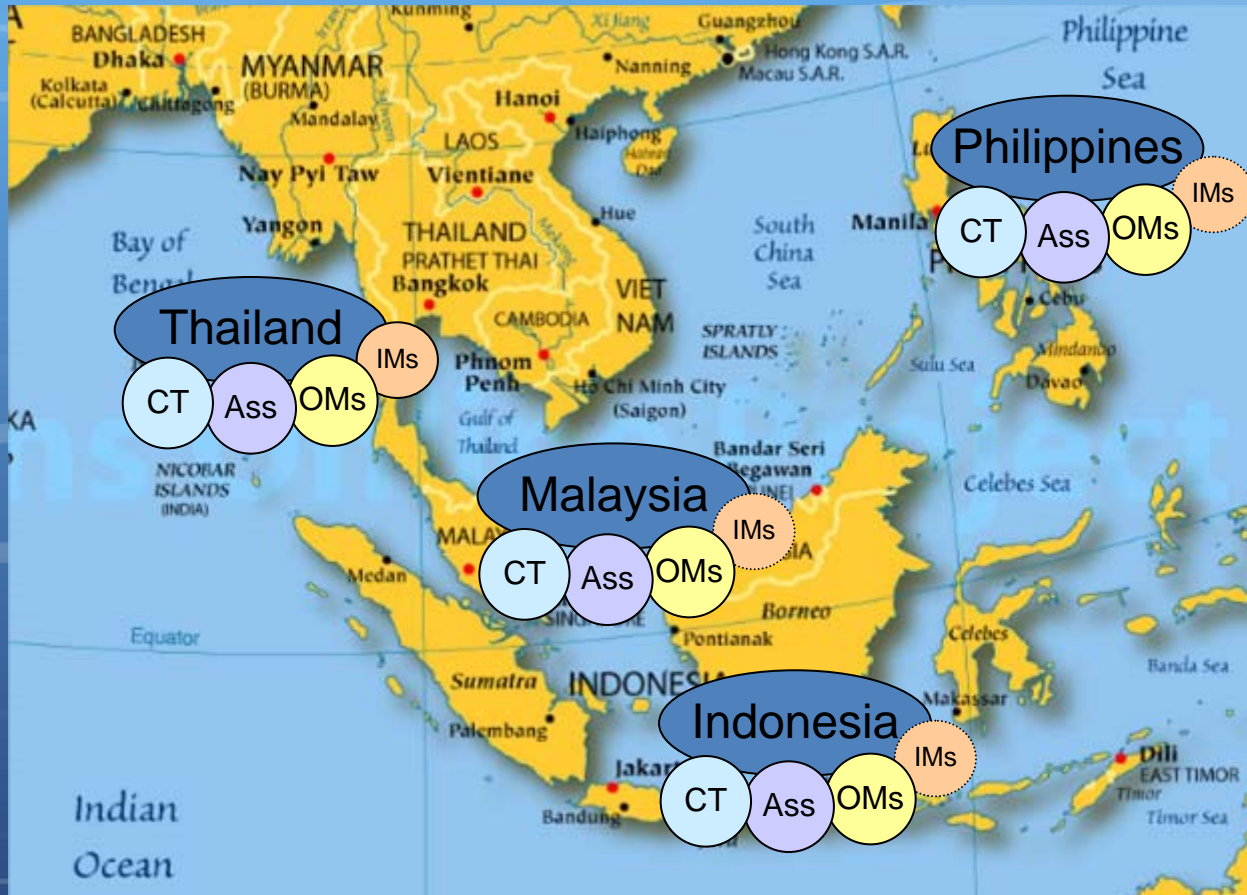 Kunming
Xi Jiang
Guangzhou
Philippine
Sea
BANGLADESH
Dhaka
Hong Kong S.A.R.
Macau S.A.R.
Nanning
MYANMAR
(BURMA)
Kolkata
(Calcutta)
Chittagong
Mandalay
Hanoi
Haiphong
LAOS
Nay Pyi Taw
Vientiane
Philippines
IMs
CT
Ass
OMs
Manila
Hue
Yangon
THAILAND
PRATHET THAI
Bangkok
Mekong
South
China
Sea
Bay of
VIET
NAM
CAMBODIA
Cebu
Thailand
IMs
CT
Ass
OMs
SPRATLY
ISLANDS
Phnom
Penh
Ho Chi Minh City
(Saigon)
Sulu Sea
Mindanao
Davao
Gulf of
Thailand
NICOBAR
ISLANDS
(INDIA)
Bandar Seri
Begawan
Celebes Sea
Malaysia
IMs
CT
Ass
OMs
Medan
Borneo
Pontianak
Equator
Celebes
Banda Sea
Sumatra
INDONESIA
Makassar
Palembang
Indonesia
IMs
CT
Ass
OMs
Bandung
Dili
EAST TIMOR
Timor
Timor Sea
Indian
Ocean